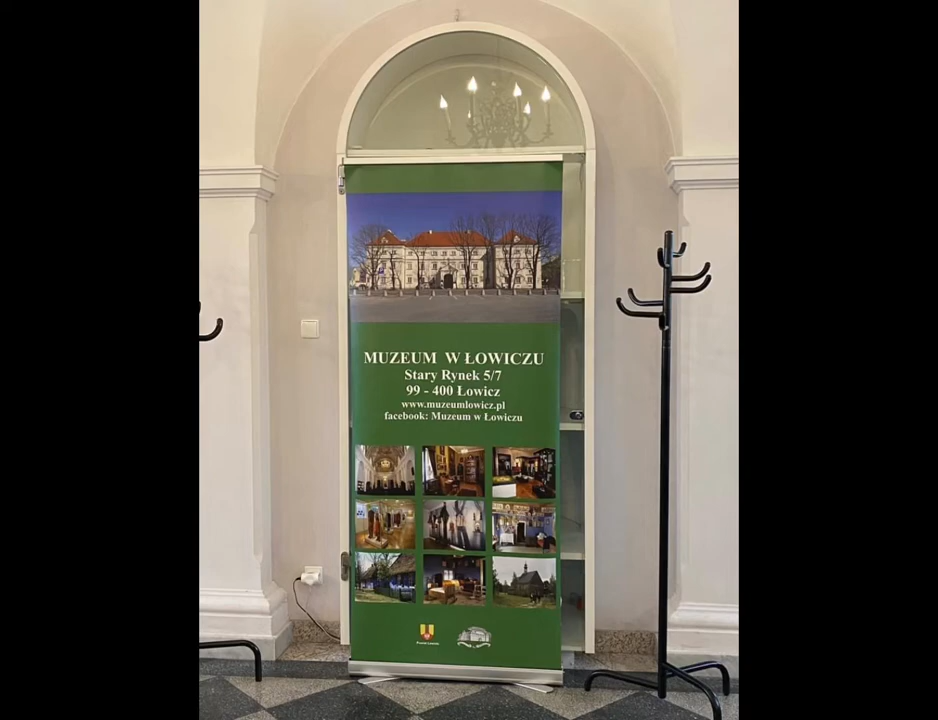 MUZEUM W ŁOWICZU
Stary Rynek 5/7
99 - 400 Łowicz
www.muzeumlowicz.pl
facebook: Muzeum w Łowiczu